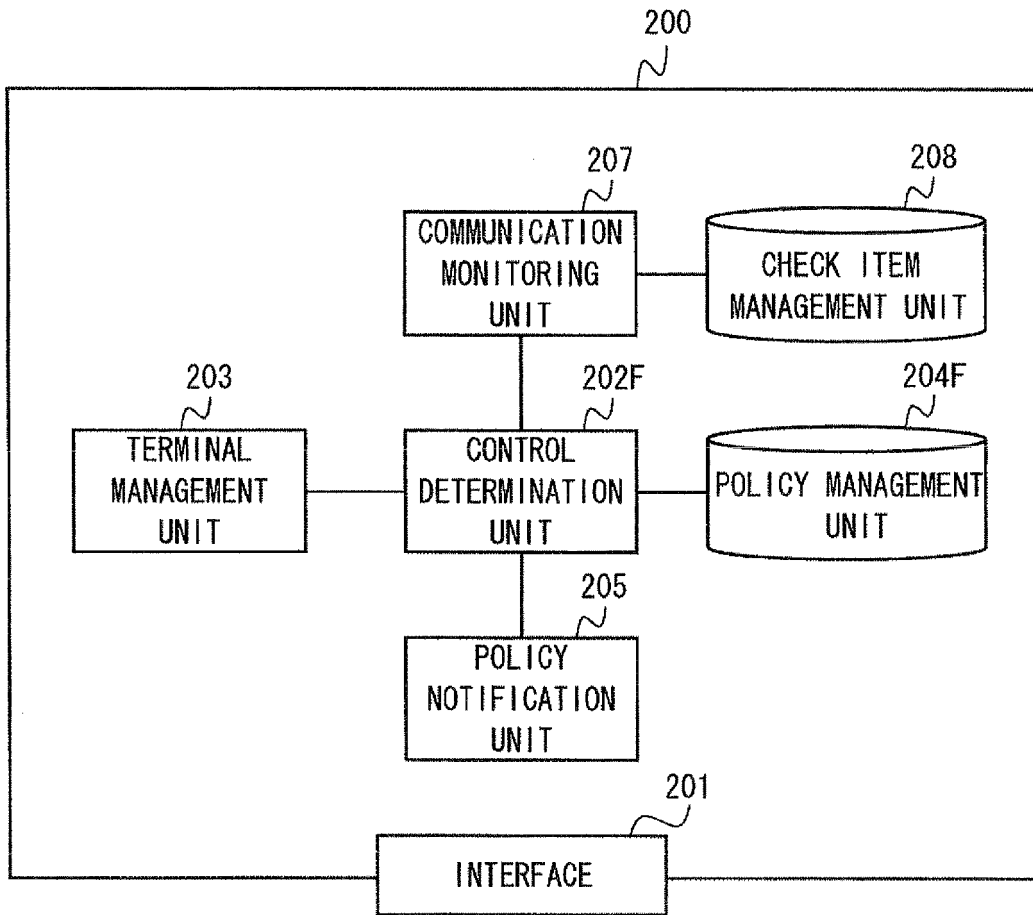 200
207
COMMUNICATION
MONITORING
UNIT
208
CHECK ITEM
MANAGEMENT UNIT
203
TERMINAL
MANAGEMENT
UNIT
202F
CONTROL
DETERMINATION
UNIT
204F
POLICY MANAGEMENT
UNIT
205
POLICY
NOTIFICATION
UNIT
201
INTERFACE